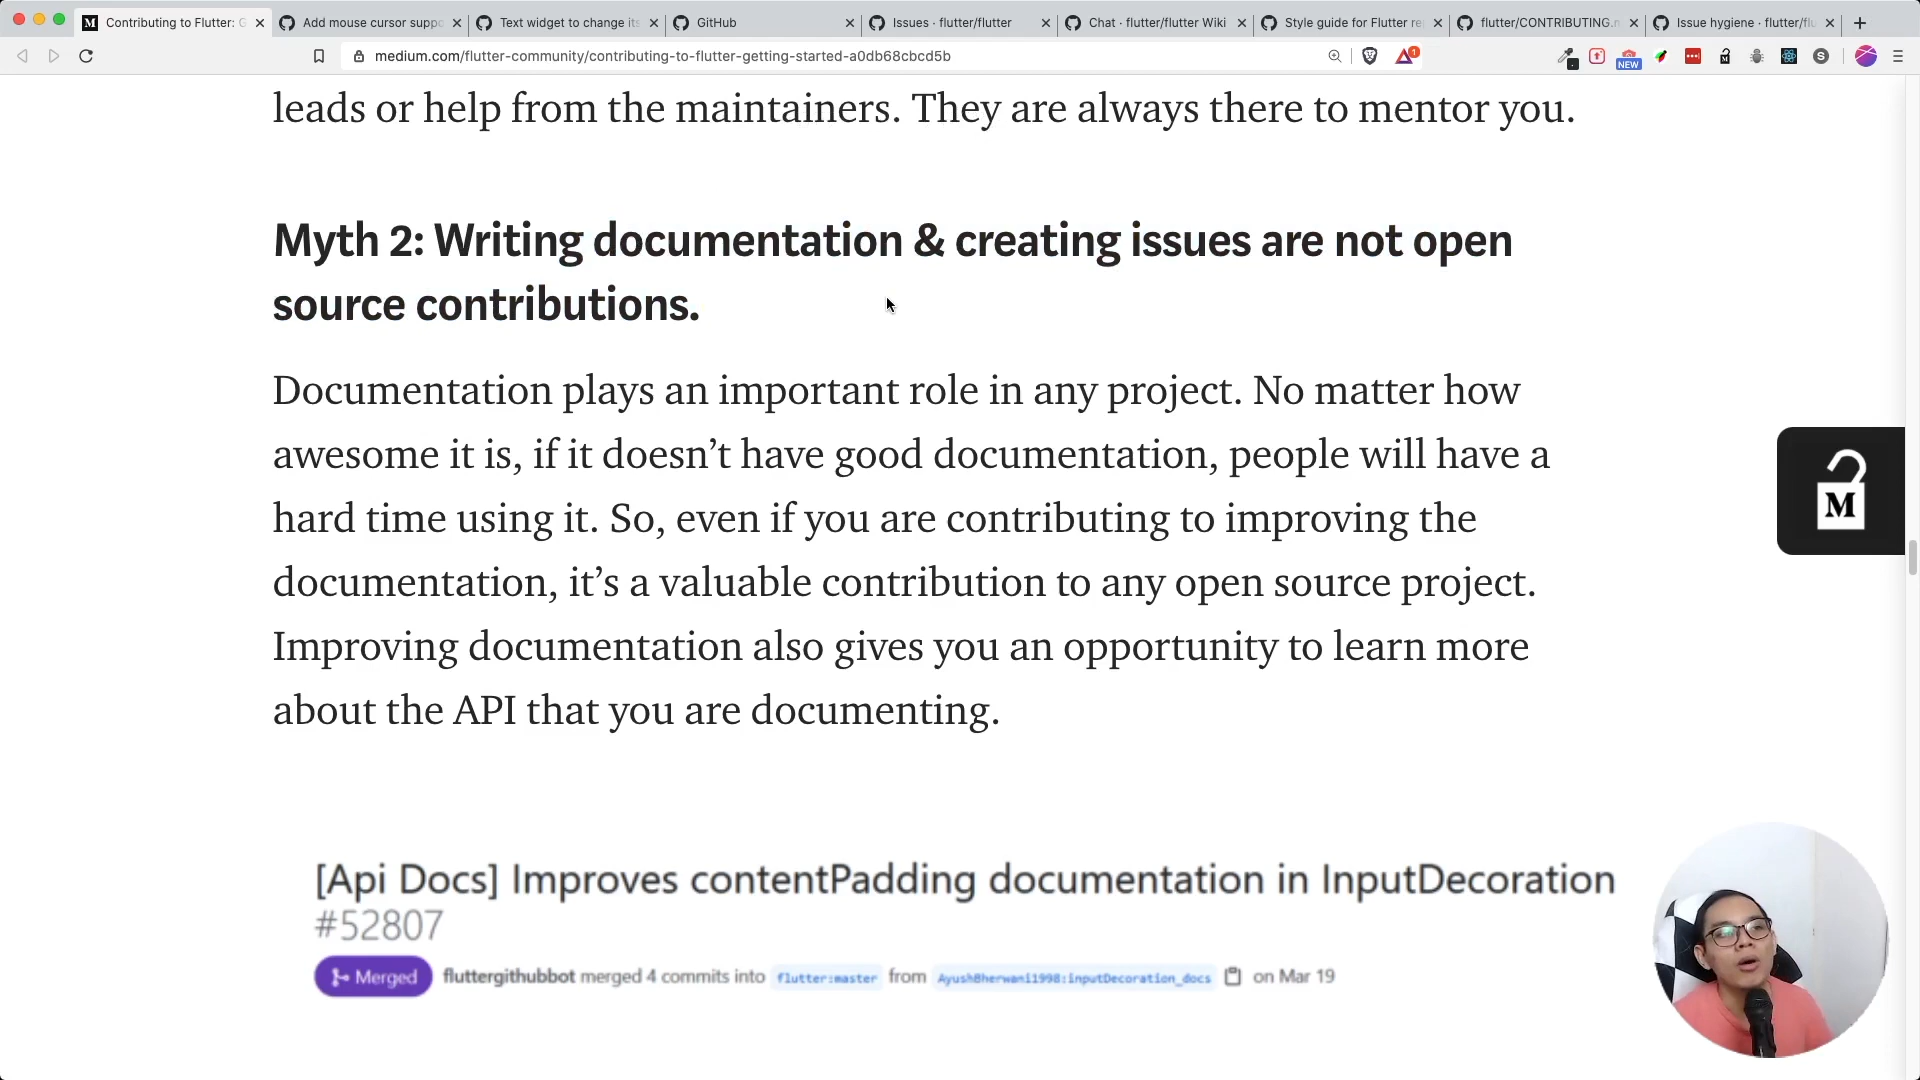 Contributing to Flutter: G
Add mouse cursor suppo
Text widget to change its
GitHub
Issues · flutter/flutter
Chat · flutter/flutter Wiki
Style guide for Flutter re
flutter/CONTRIBUTING.m
Issue hygiene · flutter/flu
medium.com/flutter-community/contributing-to-flutter-getting-started-a0db68cbcd5b
1
NEW
S
leads or help from the maintainers. They are always there to mentor you.
Myth 2: Writing documentation & creating issues are not open
source contributions.
Documentation plays an important role in any project. No matter how
awesome it is, if it doesn’t have good documentation, people will have a
hard time using it. So, even if you are contributing to improving the
documentation, it’s a valuable contribution to any open source project.
Improving documentation also gives you an opportunity to learn more
about the API that you are documenting.
M
[Api Docs] Improves contentPadding documentation in InputDecoration
#52807
Merged fluttergithubbot merged 4 commits into flutter:master from AyushBherwani1998:inputDecoration_docs on Mar 19